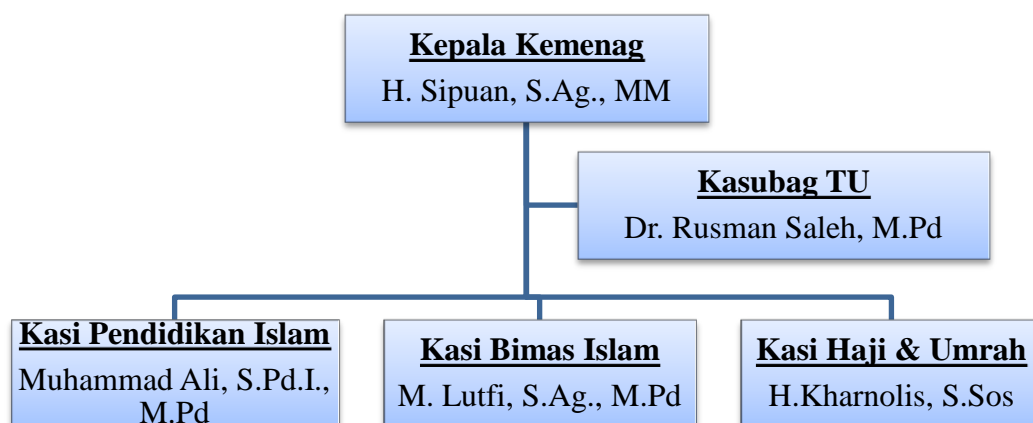 Kepala Kemenag
H. Sipuan, S.Ag., MM
Kasubag TU
Dr. Rusman Saleh, M.Pd
Kasi Pendidikan Islam
Muhammad Ali, S.Pd.I.,
M.Pd
Kasi Bimas Islam
M. Lutfi, S.Ag., M.Pd
Kasi Haji & Umrah
H.Kharnolis, S.Sos